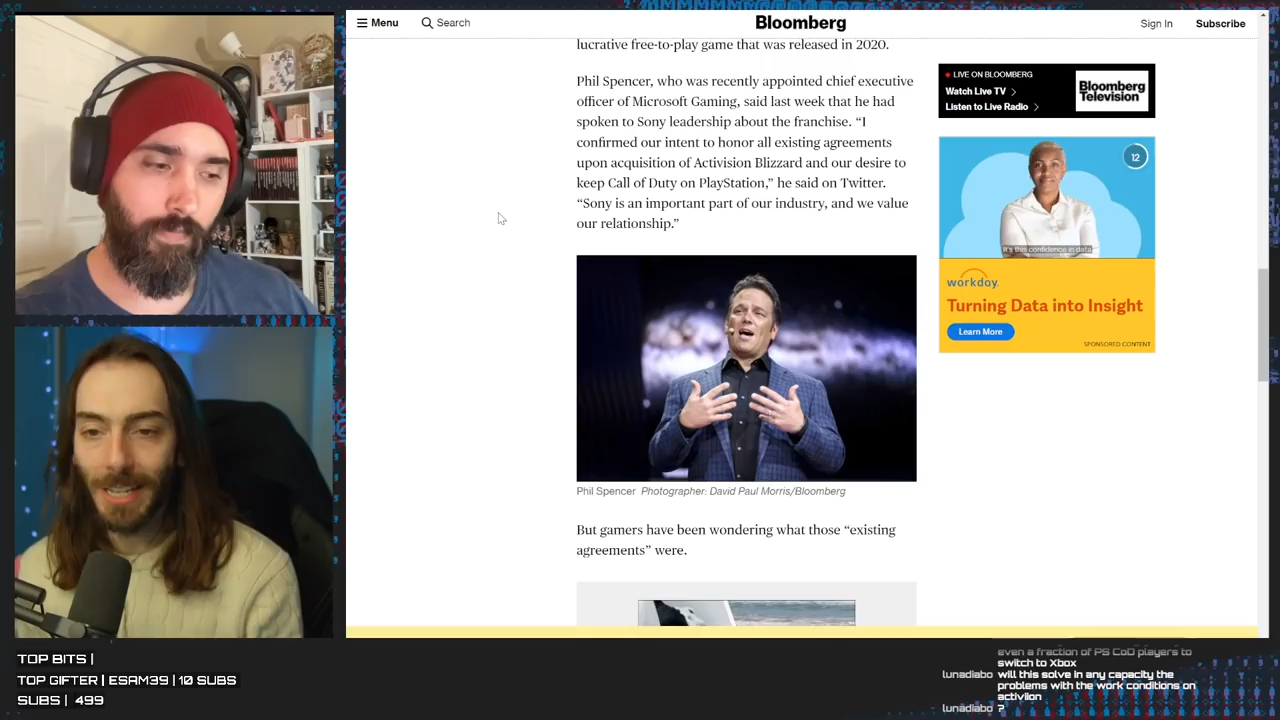 Menu
Search
Bloomberg
Sign In
Subscribe
lucrative free-to-play game that was released in 2020.
Phil Spencer, who was recently appointed chief executive
officer of Microsoft Gaming, said last week that he had
spoken to Sony leadership about the franchise. “I
confirmed our intent to honor all existing agreements
upon acquisition of Activision Blizzard and our desire to
keep Call of Duty on PlayStation,” he said on Twitter.
“Sony is an important part of our industry, and we value
our relationship.”
Phil Spencer Photographer: David Paul Morris/Bloomberg
But gamers have been wondering what those “existing
agreements” were.
LIVE ON BLOOMBERG
Watch Live TV
Listen to Live Radio
Bloomberg
Television
12
It's this confidence in data
workday.
Turning Data into Insight
Learn More
SPONSORED CONTENT
TOP BITS |
TOP GIFTER | ESAM39 | 10 SUBS
SUBS | 499
even a fraction of PS CoD players to
switch to Xbox
lunadiabo will this solve in any capacity the
problems with the work conditions on
activiion
lunadiabo ?